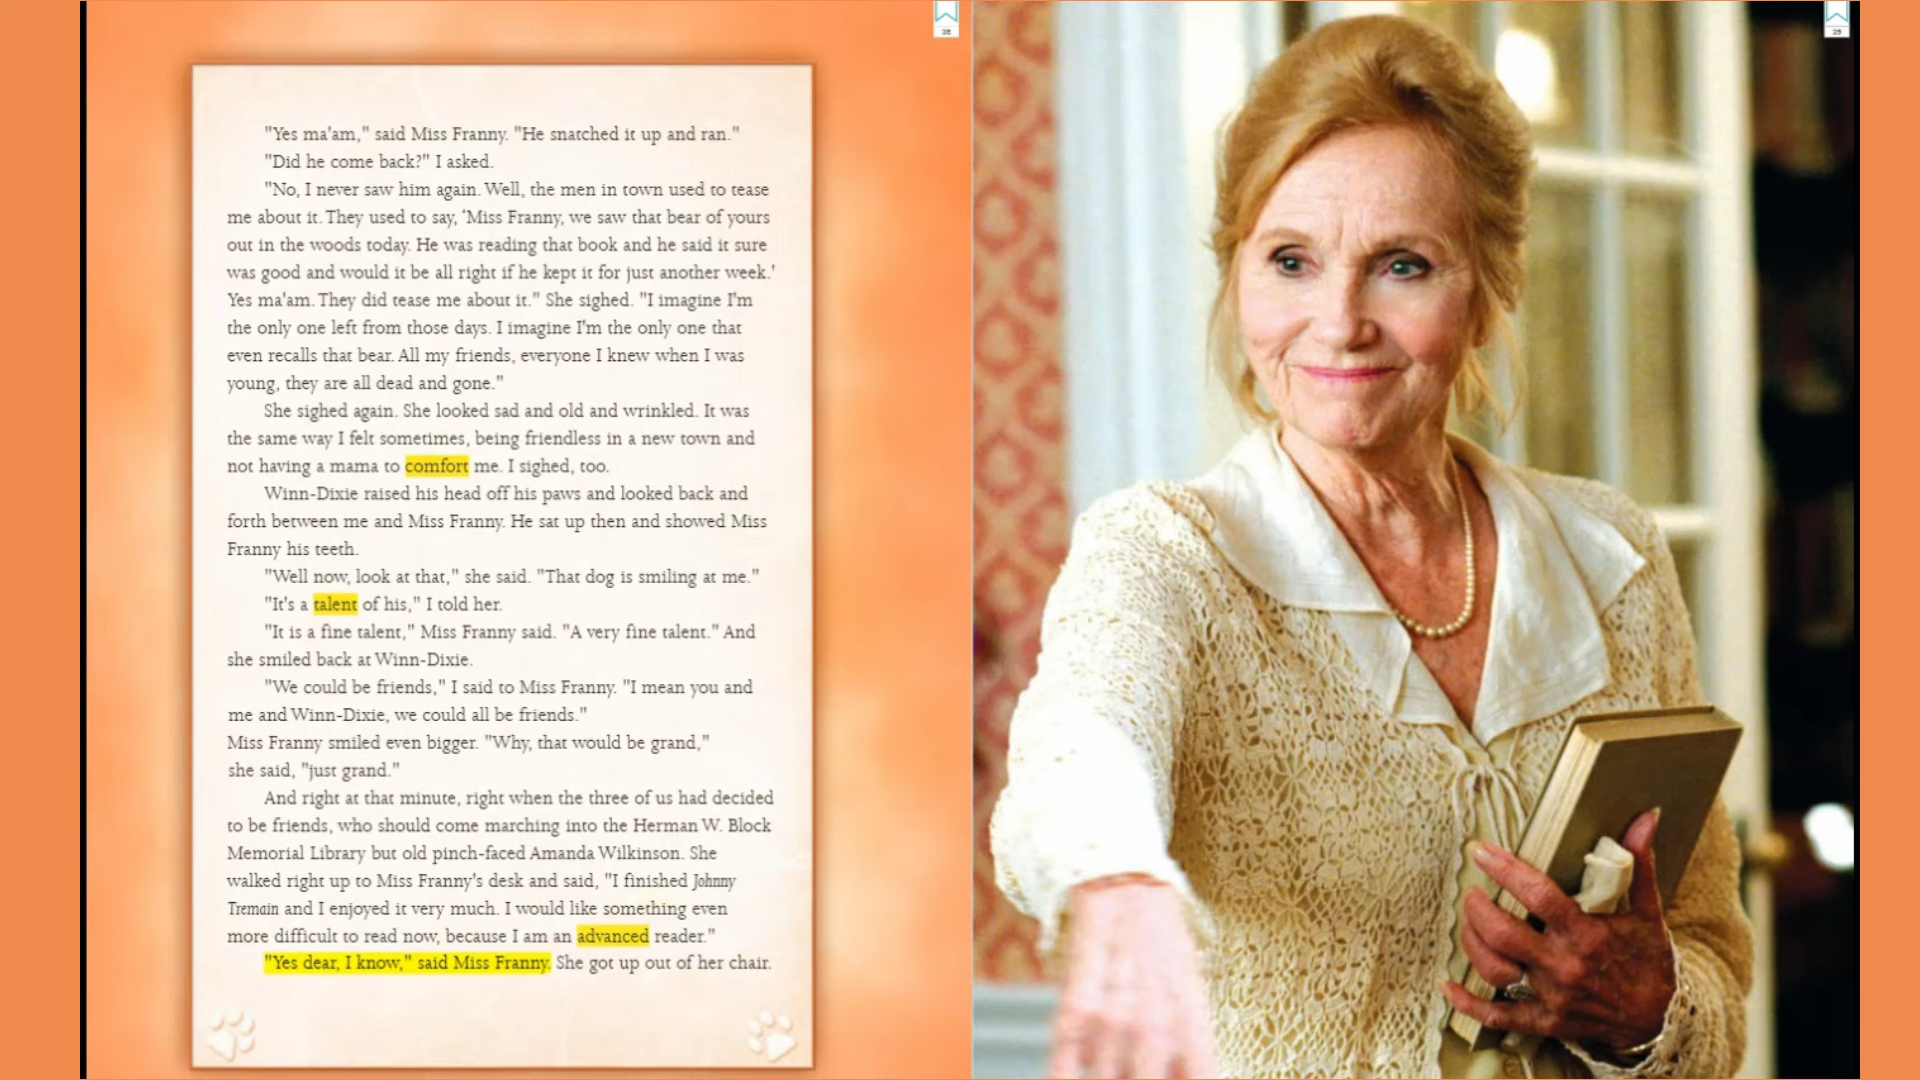 28
"Yes ma'am," said Miss Franny. "He snatched it up and ran."
"Did he come back?" I asked.
"No, I never saw him again. Well, the men in town used to tease
me about it. They used to say, 'Miss Franny, we saw that bear of yours
out in the woods today. He was reading that book and he said it sure
was good and would it be all right if he kept it for just another week.'
Yes ma'am. They did tease me about it." She sighed. "I imagine I'm
the only one left from those days. I imagine I'm the only one that
even recalls that bear. All my friends, everyone I knew when I was
young, they are all dead and gone."
She sighed again. She looked sad and old and wrinkled. It was
the same way I felt sometimes, being friendless in a new town and
not having a mama to comfort me. I sighed, too.
Winn-Dixie raised his head off his paws and looked back and
forth between me and Miss Franny. He sat up then and showed Miss
Franny his teeth.
"Well now, look at that," she said. "That dog is smiling at me."
"It's a talent of his," I told her.
"It is a fine talent," Miss Franny said. "A very fine talent." And
she smiled back at Winn-Dixie.
"We could be friends," I said to Miss Franny. "I mean you and
me and Winn-Dixie, we could all be friends."
Miss Franny smiled even bigger. "Why, that would be grand,"
she said, "just grand."
And right at that minute, right when the three of us had decided
to be friends, who should come marching into the Herman W. Block
Memorial Library but old pinch-faced Amanda Wilkinson. She
walked right up to Miss Franny's desk and said, "I finished Johnny
Tremain and I enjoyed it very much. I would like something even
more difficult to read now, because I am an advanced reader."
"Yes dear, I know," said Miss Franny. She got up out of her chair.
29